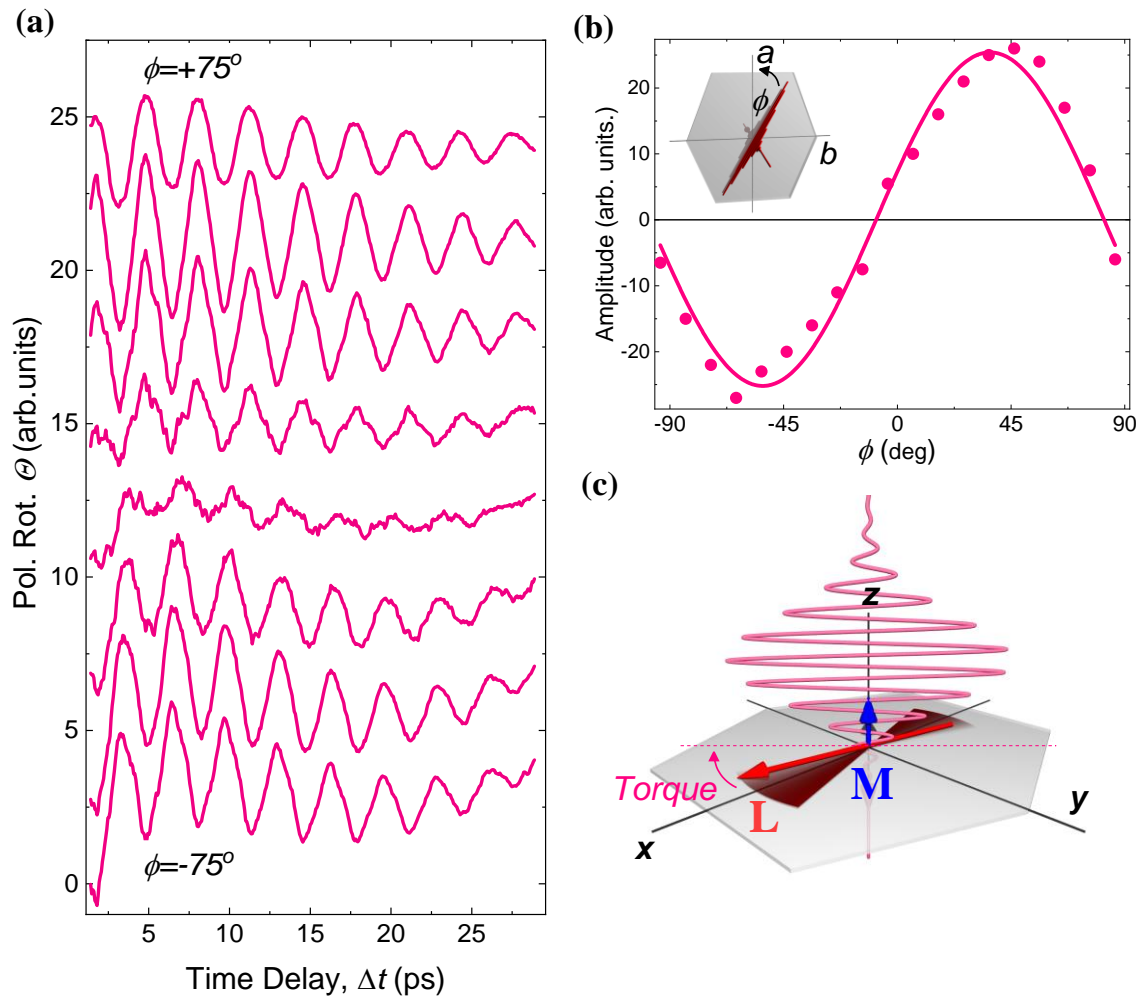 (a)
ϕ=+75°
25
20
15
10
5
0
Pol. Rot. Θ (arb.units)
ϕ=-75°
5
10
15
20
25
Time Delay, Δt (ps)
(b)
a
ϕ
b
20
10
0
-10
-20
Amplitude (arb. units.)
-90
-45
0
45
90
ϕ (deg)
(c)
z
Torque
L
M
x
y